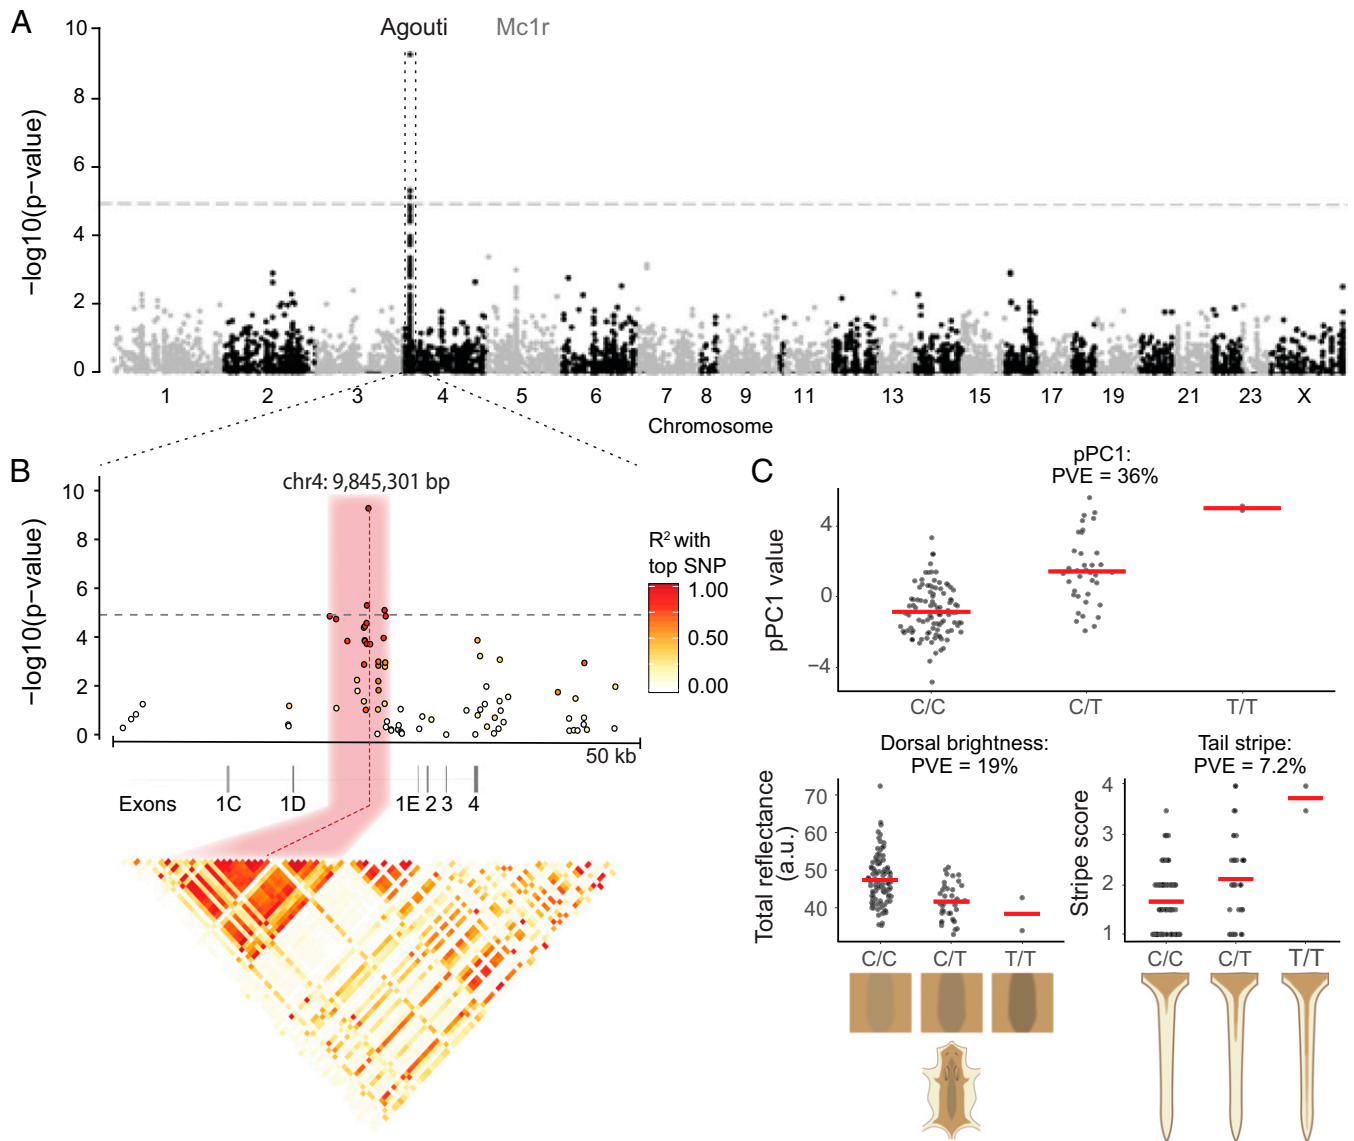 A
Agouti
Mc1r
−log10(p−value)
10
8
6
4
2
0
1
2
3
4
5
6
7
8
9
11
13
15
17
19
21
23
X
Chromosome
B
chr4: 9,845,301 bp
−log10(p−value)
10
8
6
4
2
0
50 kb
R² with
top SNP
1.00
0.50
0.00
Exons
1C
1D
1E
2
3
4
C
pPC1:
PVE = 36%
pPC1 value
4
0
−4
C/C
C/T
T/T
Dorsal brightness:
PVE = 19%
Total reflectance
(a.u.)
70
60
50
40
C/C
C/T
T/T
Tail stripe:
PVE = 7.2%
Stripe score
4
3
2
1
C/C
C/T
T/T